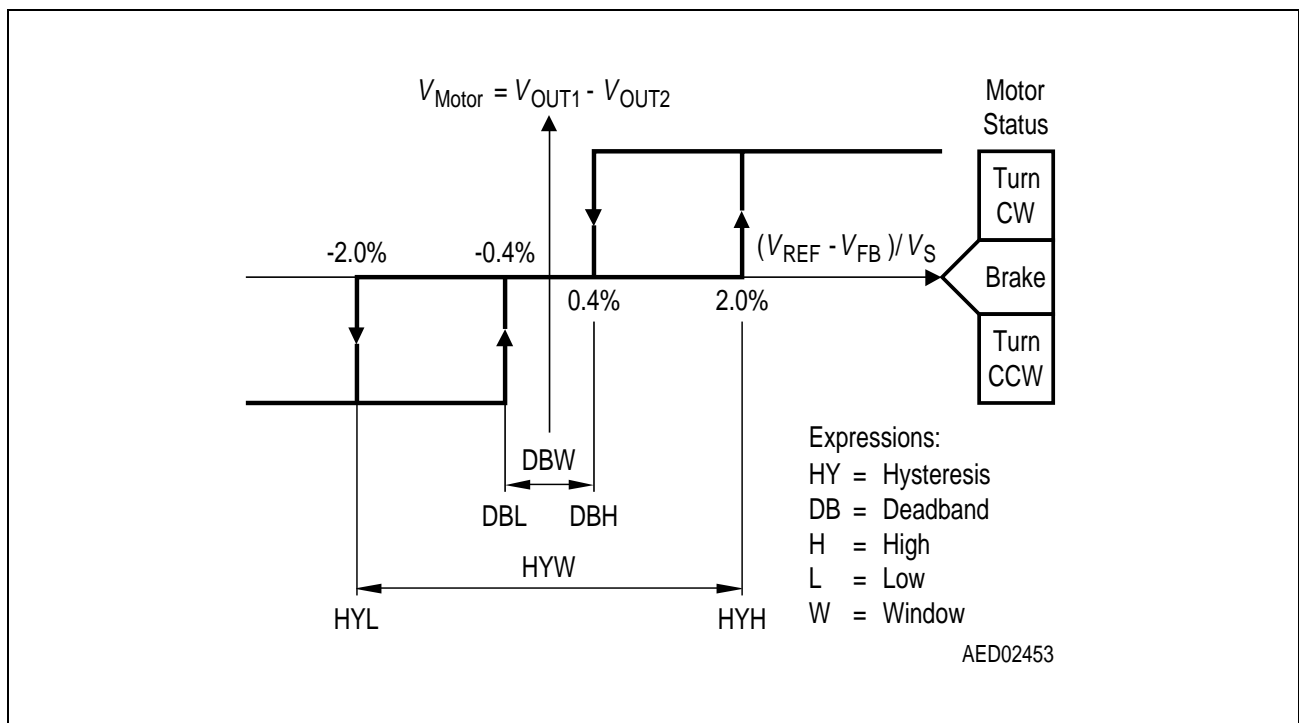 V_Motor = V_OUT1 - V_OUT2
Motor
Status
Turn
CW
-2.0%
-0.4%
(V_REF - V_FB)/V_S
Brake
0.4%
2.0%
Turn
CCW
DBW
DBL
DBH
HYW
HYL
HYH
Expressions:
HY = Hysteresis
DB = Deadband
H = High
L = Low
W = Window
AED02453